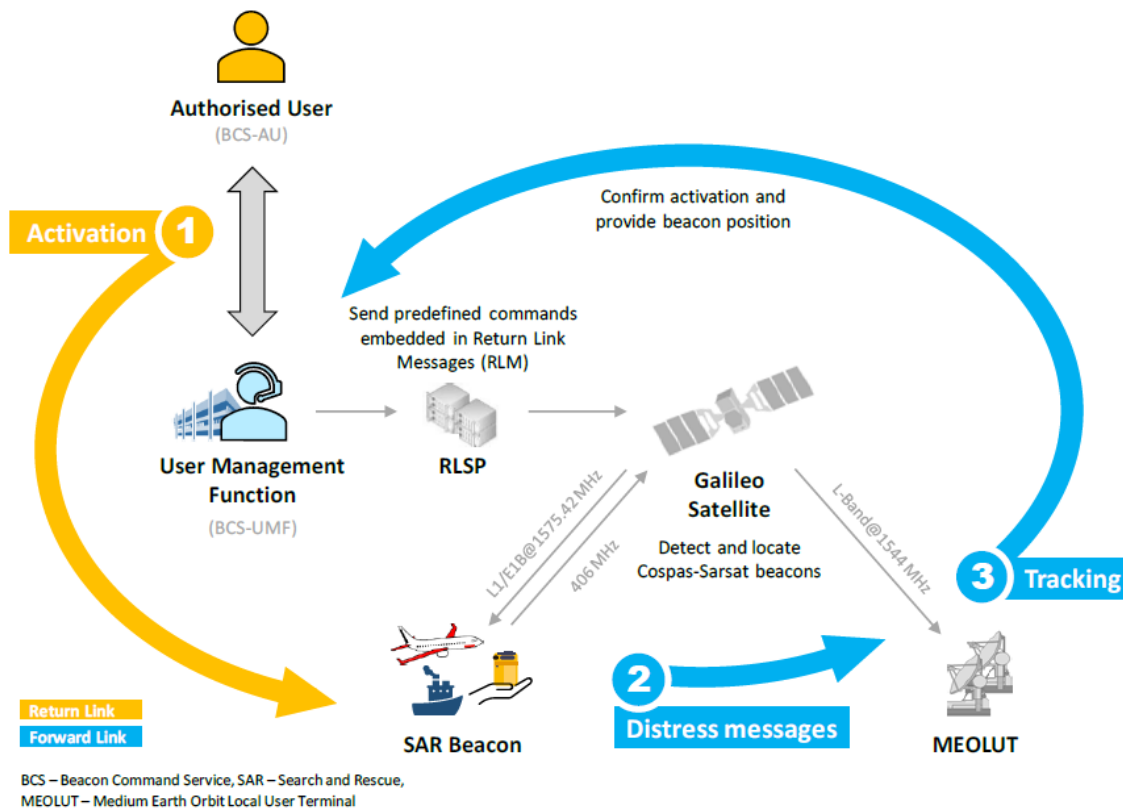 Authorised User
(BCS-AU)
Activation 1
Confirm activation and
provide beacon position
Send predefined commands
embedded in Return Link
Messages (RLM)
User Management
Function
(BCS-UMF)
RLSP
Galileo
Satellite
Detect and locate
Cospas-Sarsat beacons
L1/E1B@1575.42 MHz
406 MHz
L-Band@1544 MHz
3 Tracking
2
Distress messages
SAR Beacon
MEOLUT
Return Link
Forward Link
BCS – Beacon Command Service, SAR – Search and Rescue,
MEOLUT – Medium Earth Orbit Local User Terminal